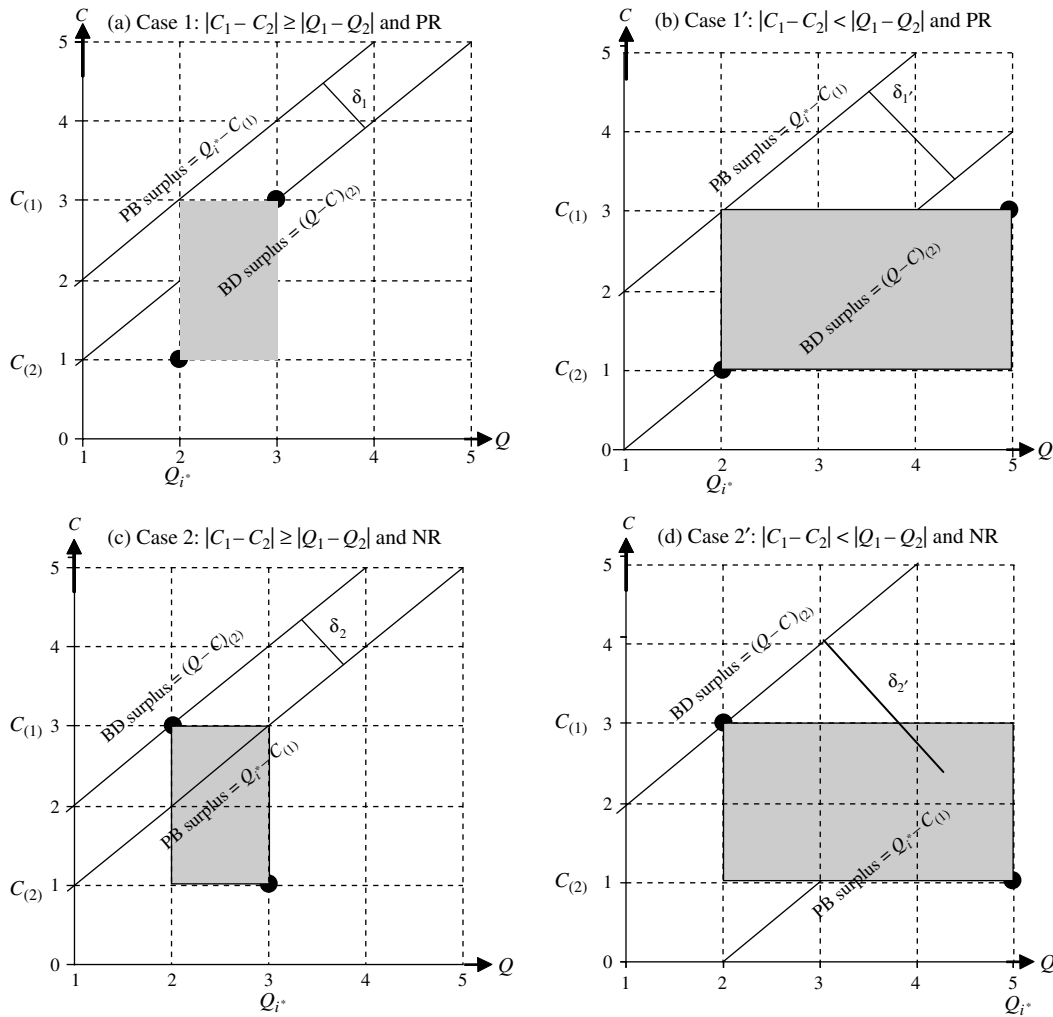 C
(a) Case 1: |C₁ – C₂| ≥ |Q₁ – Q₂| and PR
5
4
C₍₁₎ 3
2
C₍₂₎ 1
0
1 2 3 4 5
Q
Qᵢ*
PB surplus = Qᵢ* – C₍₁₎
BD surplus = (Q–C)₍₂₎
δ₁
C
(b) Case 1′: |C₁ – C₂| < |Q₁ – Q₂| and PR
5
4
C₍₁₎ 3
2
C₍₂₎ 1
0
1 2 3 4 5
Q
Qᵢ*
PB surplus = Qᵢ* – C₍₁₎
BD surplus = (Q–C)₍₂₎
δ₁′
C
(c) Case 2: |C₁ – C₂| ≥ |Q₁ – Q₂| and NR
5
4
C₍₁₎ 3
2
C₍₂₎ 1
0
1 2 3 4 5
Q
Qᵢ*
BD surplus = (Q–C)₍₂₎
PB surplus = Qᵢ* – C₍₁₎
δ₂
C
(d) Case 2′: |C₁ – C₂| < |Q₁ – Q₂| and NR
5
4
C₍₁₎ 3
2
C₍₂₎ 1
0
1 2 3 4 5
Q
Qᵢ*
BD surplus = (Q–C)₍₂₎
PB surplus = Qᵢ* – C₍₁₎
δ₂′